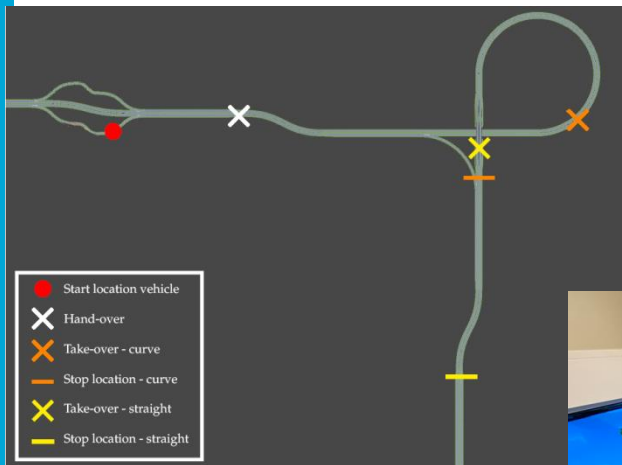 Start location vehicle
Hand-over
Take-over - curve
Stop location - curve
Take-over - straight
Stop location - straight